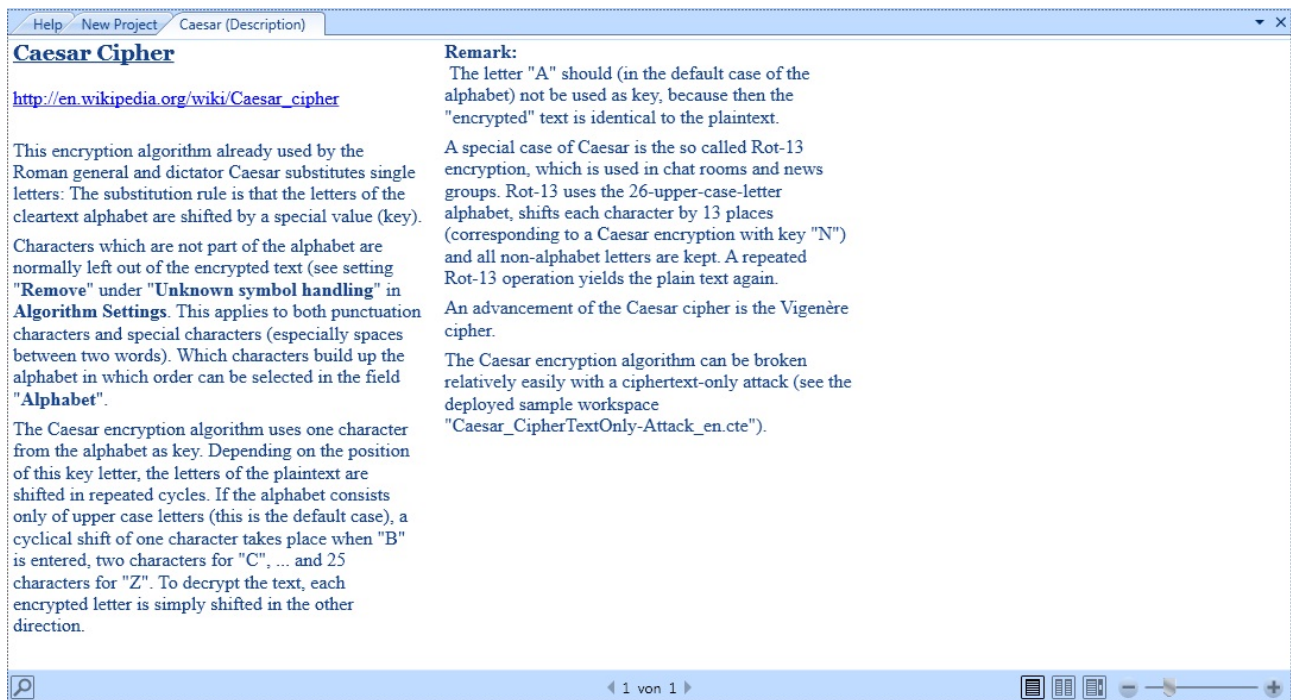 Help
New Project
Caesar (Description)
Caesar Cipher
http://en.wikipedia.org/wiki/Caesar_cipher
This encryption algorithm already used by the
Roman general and dictator Caesar substitutes single
letters: The substitution rule is that the letters of the
cleartext alphabet are shifted by a special value (key).
Characters which are not part of the alphabet are
normally left out of the encrypted text (see setting
"Remove" under "Unknown symbol handling" in
Algorithm Settings. This applies to both punctuation
characters and special characters (especially spaces
between two words). Which characters build up the
alphabet in which order can be selected in the field
"Alphabet".
The Caesar encryption algorithm uses one character
from the alphabet as key. Depending on the position
of this key letter, the letters of the plaintext are
shifted in repeated cycles. If the alphabet consists
only of upper case letters (this is the default case), a
cyclical shift of one character takes place when "B"
is entered, two characters for "C", ... and 25
characters for "Z". To decrypt the text, each
encrypted letter is simply shifted in the other
direction.
Remark:
The letter "A" should (in the default case of the
alphabet) not be used as key, because then the
"encrypted" text is identical to the plaintext.
A special case of Caesar is the so called Rot-13
encryption, which is used in chat rooms and news
groups. Rot-13 uses the 26-upper-case-letter
alphabet, shifts each character by 13 places
(corresponding to a Caesar encryption with key "N")
and all non-alphabet letters are kept. A repeated
Rot-13 operation yields the plain text again.
An advancement of the Caesar cipher is the Vigenère
cipher.
The Caesar encryption algorithm can be broken
relatively easily with a ciphertext-only attack (see the
deployed sample workspace
"Caesar_CipherTextOnly-Attack_en.cte").
1 von 1